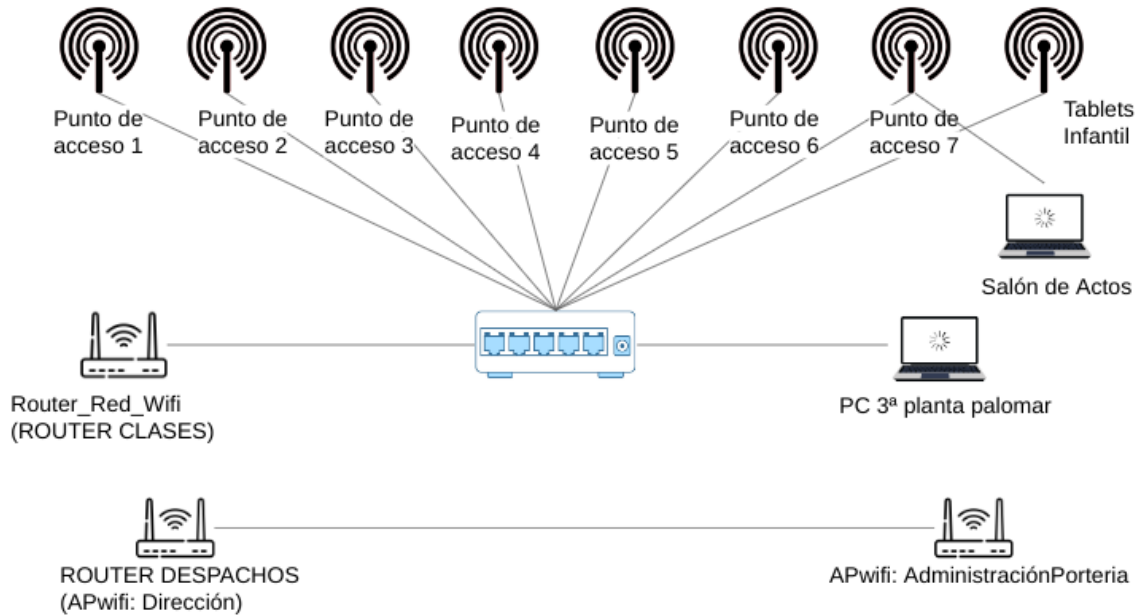 Punto de
acceso 1
Punto de
acceso 2
Punto de
acceso 3
Punto de
acceso 4
Punto de
acceso 5
Punto de
acceso 6
Punto de
acceso 7
Tablets
Infantil
Salón de Actos
Router_Red_Wifi
(ROUTER CLASES)
PC 3ª planta palomar
ROUTER DESPACHOS
(APwifi: Dirección)
APwifi: AdministraciónPorteria